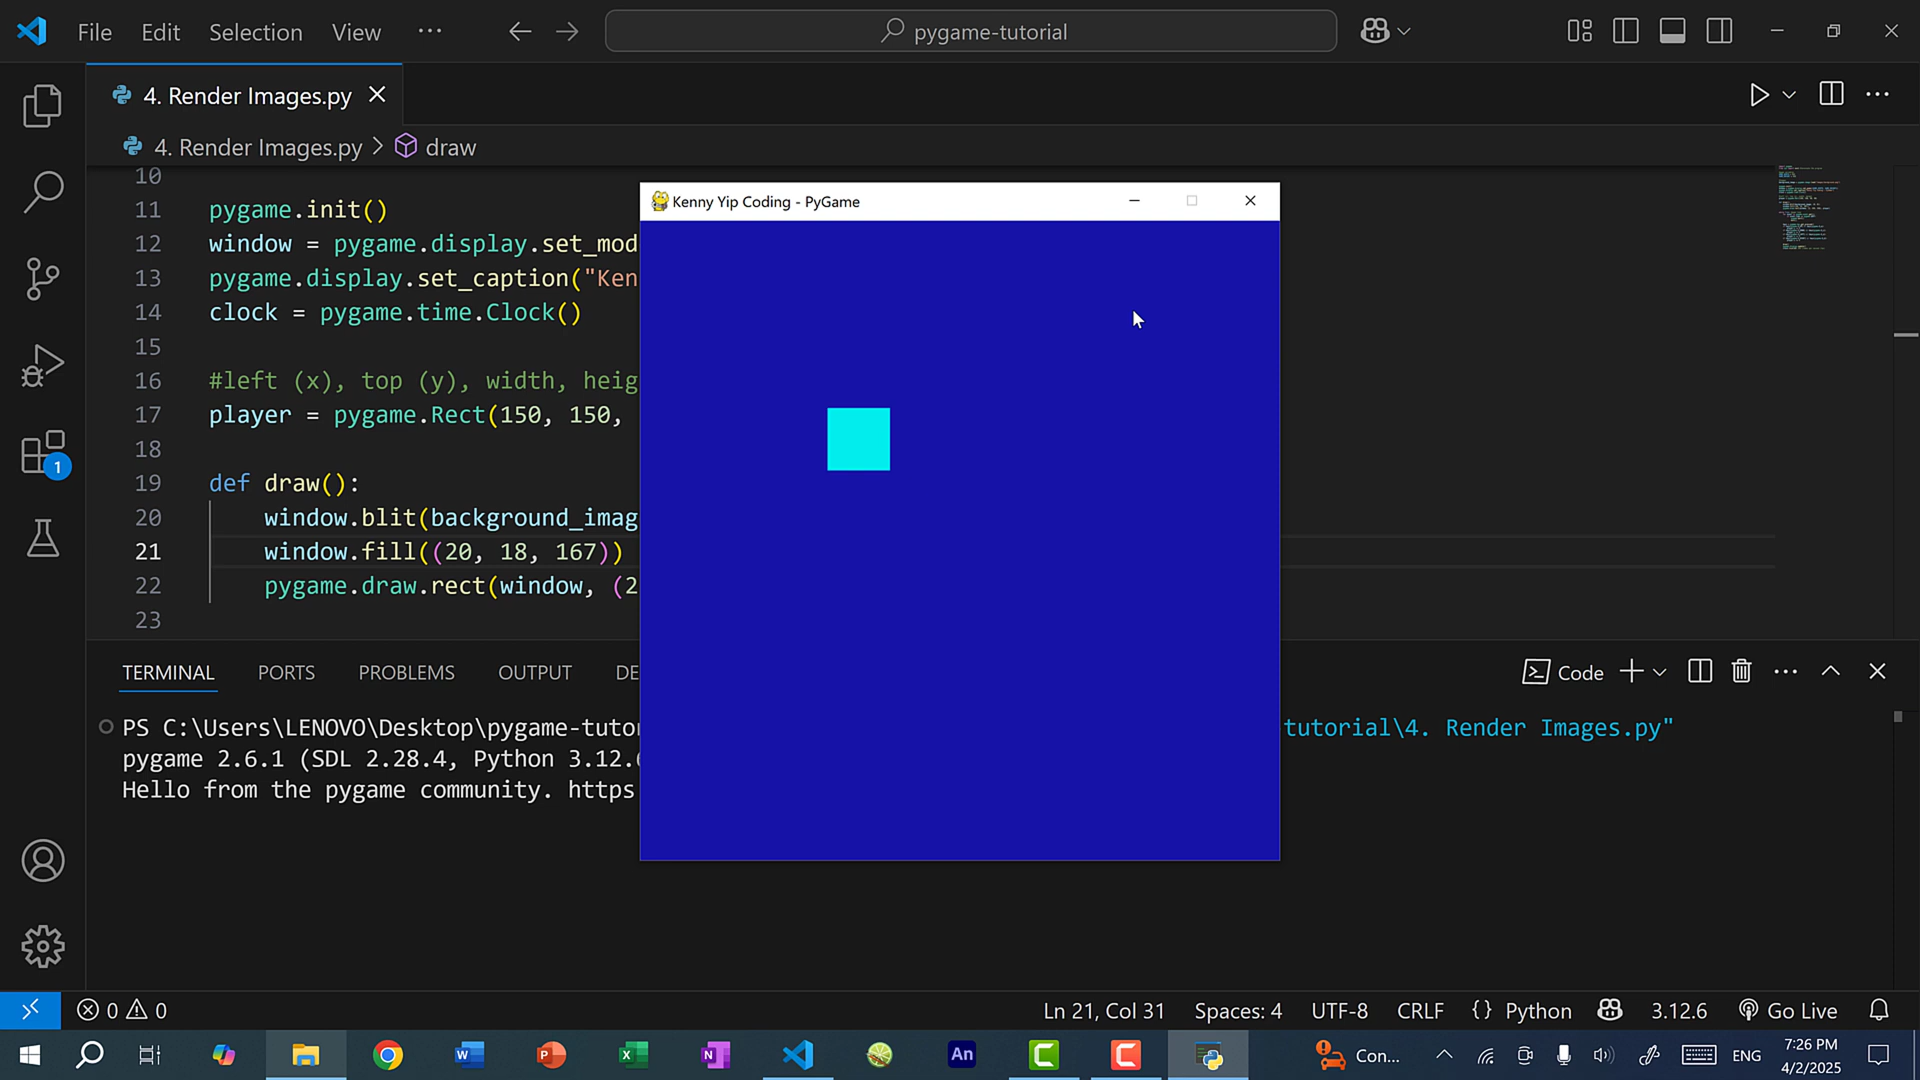 File Edit Selection View ··· pygame-tutorial
4. Render Images.py
4. Render Images.py > draw
10
11 pygame.init()
12 window = pygame.display.set_mod
13 pygame.display.set_caption("Ken
14 clock = pygame.time.Clock()
15
16 #left (x), top (y), width, heig
17 player = pygame.Rect(150, 150,
18
19 def draw():
20 window.blit(background_imag
21 window.fill((20, 18, 167))
22 pygame.draw.rect(window, (2
23
Kenny Yip Coding - PyGame
1
TERMINAL PORTS PROBLEMS OUTPUT DE
Code
PS C:\Users\LENOVO\Desktop\pygame-tuto
tutorial\4. Render Images.py"
pygame 2.6.1 (SDL 2.28.4, Python 3.12.
Hello from the pygame community. https
0 0 Ln 21, Col 31 Spaces: 4 UTF-8 CRLF {} Python 3.12.6 Go Live
An Con... ENG 7:26 PM
4/2/2025